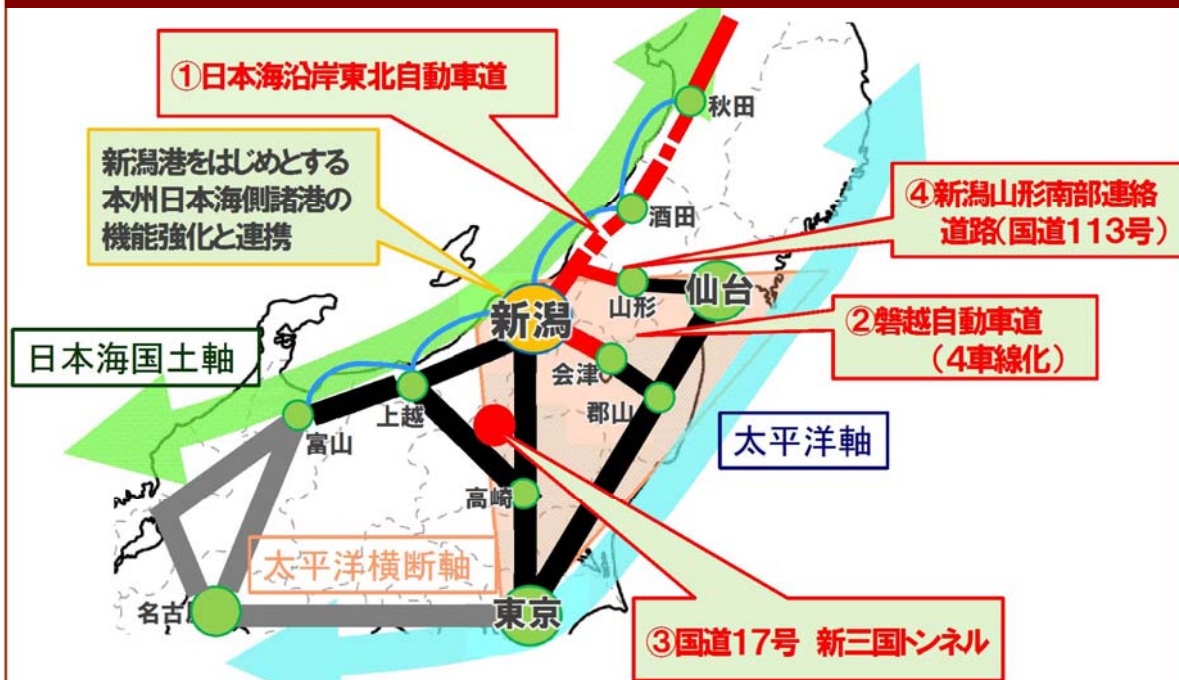 ①日本海沿岸東北自動車道
秋田
新潟港をはじめとする
本州日本海側諸港の
機能強化と連携
酒田
④新潟山形南部連絡
道路(国道113号)
仙台
山形
新潟
②磐越自動車道
(4車線化)
日本海国土軸
会津
郡山
上越
富山
太平洋軸
高崎
太平洋横断軸
名古
東京
③国道17号 新三国トンネル